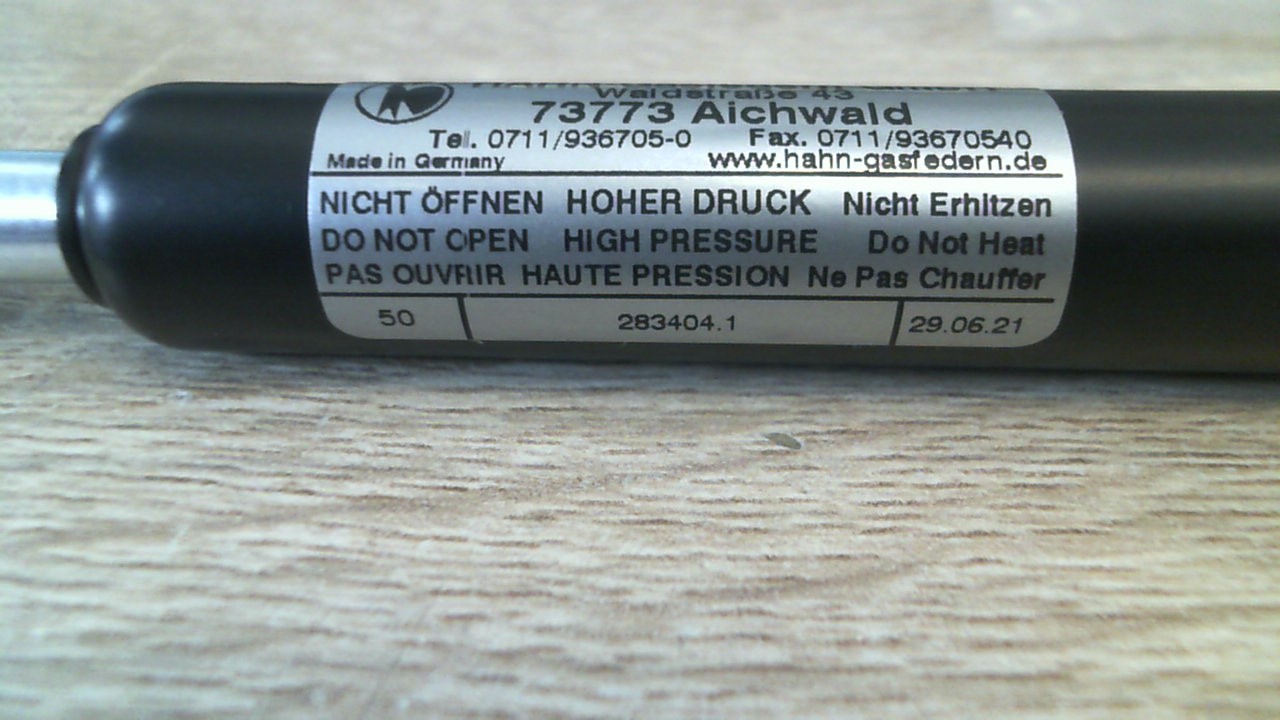 Waldstraße 43
73773 Aichwald
Tel. 0711/936705-0 Fax. 0711/93670540
Made in Germany www.hahn-gasfedern.de
NICHT ÖFFNEN HOHER DRUCK Nicht Erhitzen
DO NOT OPEN HIGH PRESSURE Do Not Heat
PAS OUVRIR HAUTE PRESSION Ne Pas Chauffer
50 283404.1 29.06.21